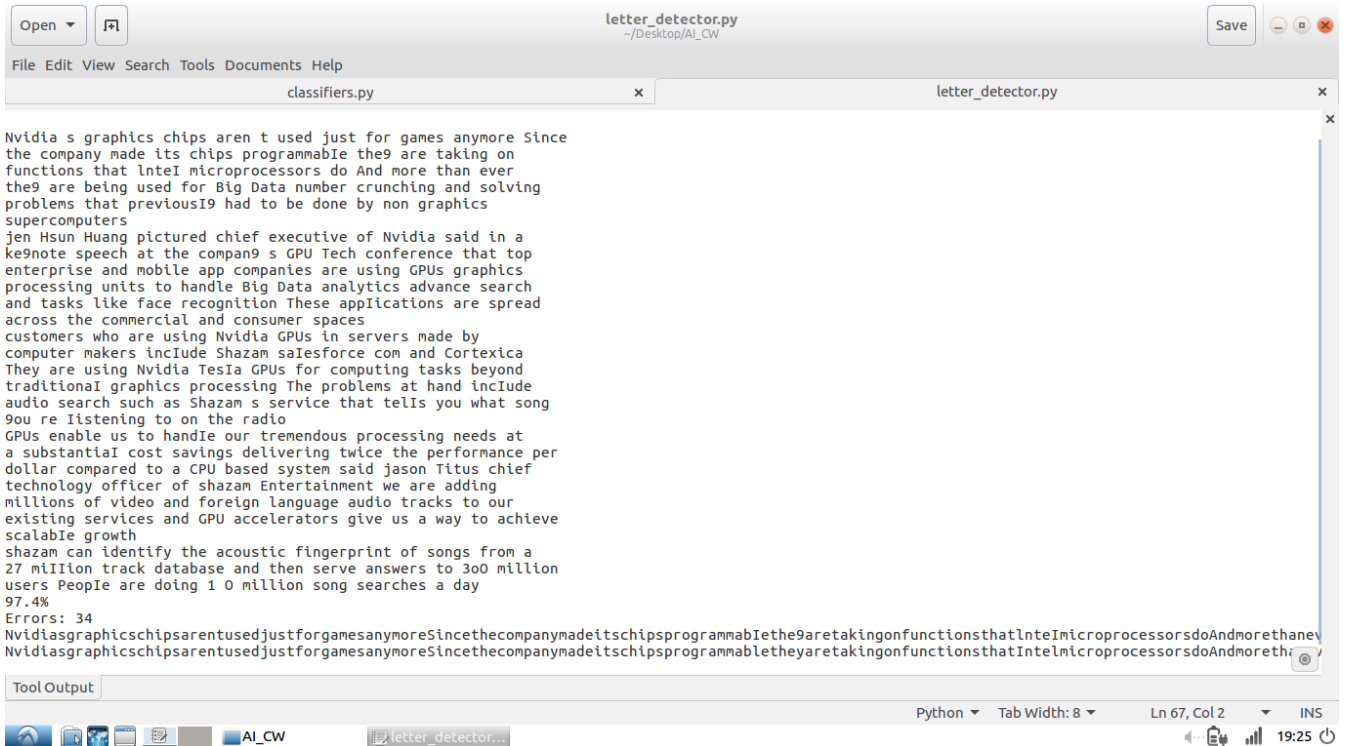 Open
letter_detector.py
~/Desktop/AI_CW
Save
File Edit View Search Tools Documents Help
classifiers.py
letter_detector.py
Nvidia s graphics chips aren t used just for games anymore Since
the company made its chips programmabIe the9 are taking on
functions that lnteI microprocessors do And more than ever
the9 are being used for Big Data number crunching and solving
problems that previousI9 had to be done by non graphics
supercomputers
jen Hsun Huang pictured chief executive of Nvidia said in a
ke9note speech at the compan9 s GPU Tech conference that top
enterprise and mobile app companies are using GPUs graphics
processing units to handle Big Data analytics advance search
and tasks like face recognition These appIications are spread
across the commercial and consumer spaces
customers who are using Nvidia GPUs in servers made by
computer makers incIude Shazam saIesforce com and Cortexica
They are using Nvidia TesIa GPUs for computing tasks beyond
traditionaI graphics processing The problems at hand incIude
audio search such as Shazam s service that telIs you what song
9ou re Iistening to on the radio
GPUs enable us to handIe our tremendous processing needs at
a substantiaI cost savings delivering twice the performance per
dollar compared to a CPU based system said jason Titus chief
technology officer of shazam Entertainment we are adding
millions of video and foreign language audio tracks to our
existing services and GPU accelerators give us a way to achieve
scalabIe growth
shazam can identify the acoustic fingerprint of songs from a
27 miIIion track database and then serve answers to 3oO million
users PeopIe are doing 1 O million song searches a day
97.4%
Errors: 34
NvidiasgraphicschipsarentusedjustforgamesanymoreSincethecompanymadeitschipsprogrammabIethe9aretakingonfunctionsthatlnteImicroprocessorsdoAndmorethanev
NvidiasgraphicschipsarentusedjustforgamesanymoreSincethecompanymadeitschipsprogrammabletheyaretakingonfunctionsthatIntelmicroprocessorsdoAndmoretha
Tool Output
Python Tab Width: 8 Ln 67, Col 2 INS
AI_CW
letter_detector...
19:25